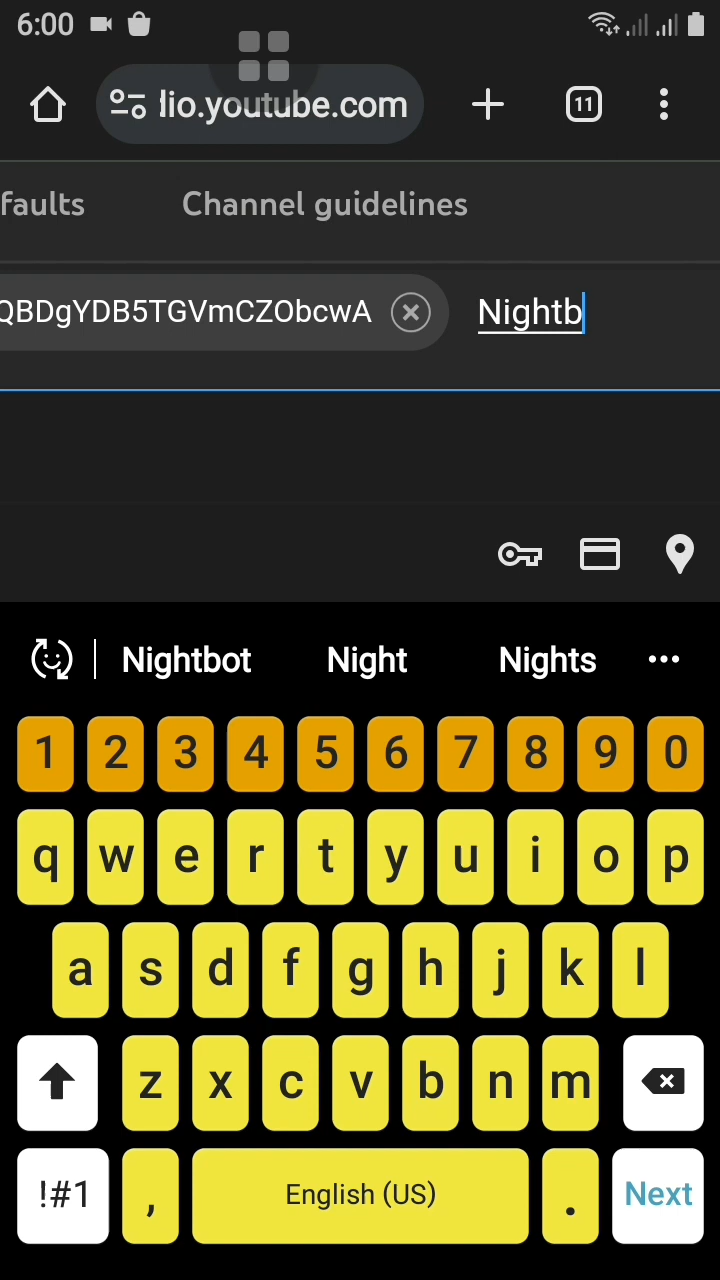 6:00
dio.youtube.com
11
faults Channel guidelines
QBDgYDB5TGVmCZObcwA Nightb
Nightbot Night Nights
1 2 3 4 5 6 7 8 9 0
q w e r t y u i o p
a s d f g h j k l
z x c v b n m
!#1 , English (US) . Next